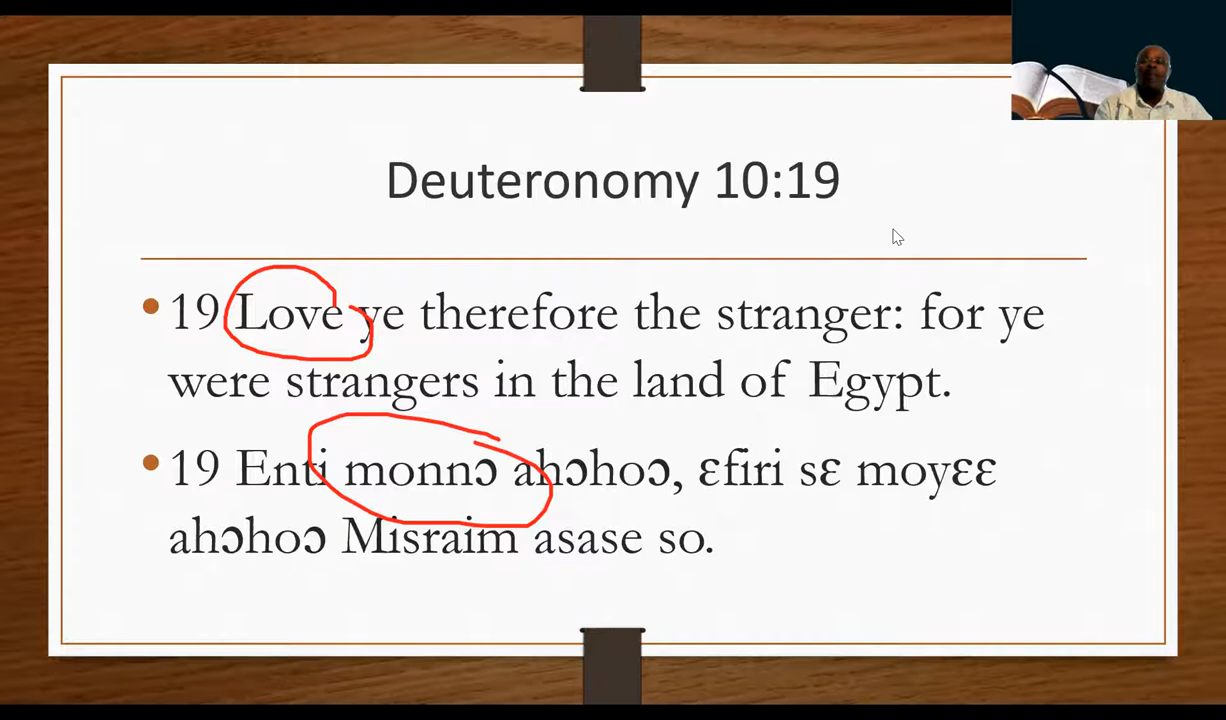 Deuteronomy 10:19
• 19 Love ye therefore the stranger: for ye
were strangers in the land of Egypt.
• 19 Enti monnɔ ahɔhoɔ, ɛfiri sɛ moyɛɛ
ahɔhoɔ Misraim asase so.